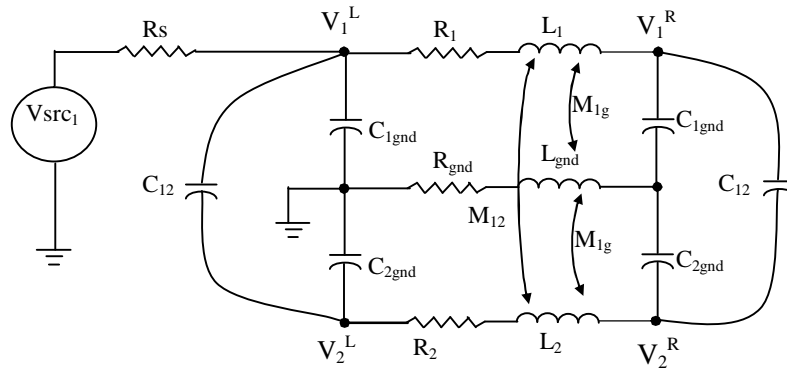 V₁ᴸ
Rs
R₁
L₁
V₁ᴿ
Vsrc₁
M₁g
C₁gnd
C₁gnd
Lgnd
Rgnd
C₁₂
C₁₂
M₁₂
M₁g
C₂gnd
C₂gnd
V₂ᴸ
R₂
L₂
V₂ᴿ